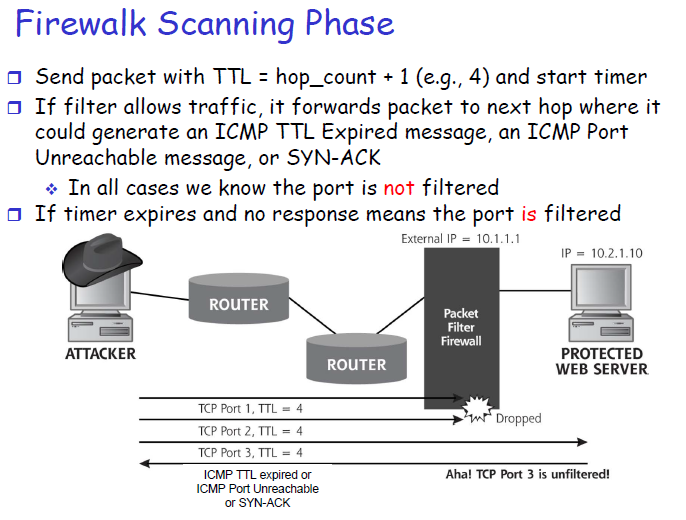 Firewalk Scanning Phase
Send packet with TTL = hop_count + 1 (e.g., 4) and start timer
If filter allows traffic, it forwards packet to next hop where it
could generate an ICMP TTL Expired message, an ICMP Port
Unreachable message, or SYN-ACK
In all cases we know the port is not filtered
If timer expires and no response means the port is filtered
External IP = 10.1.1.1
IP = 10.2.1.10
ROUTER
Packet
Filter
Firewall
ATTACKER
ROUTER
PROTECTED
WEB SERVER
TCP Port 1, TTL = 4
Dropped
TCP Port 2, TTL = 4
TCP Port 3, TTL = 4
ICMP TTL expired or
ICMP Port Unreachable
or SYN-ACK
Aha! TCP Port 3 is unfiltered!